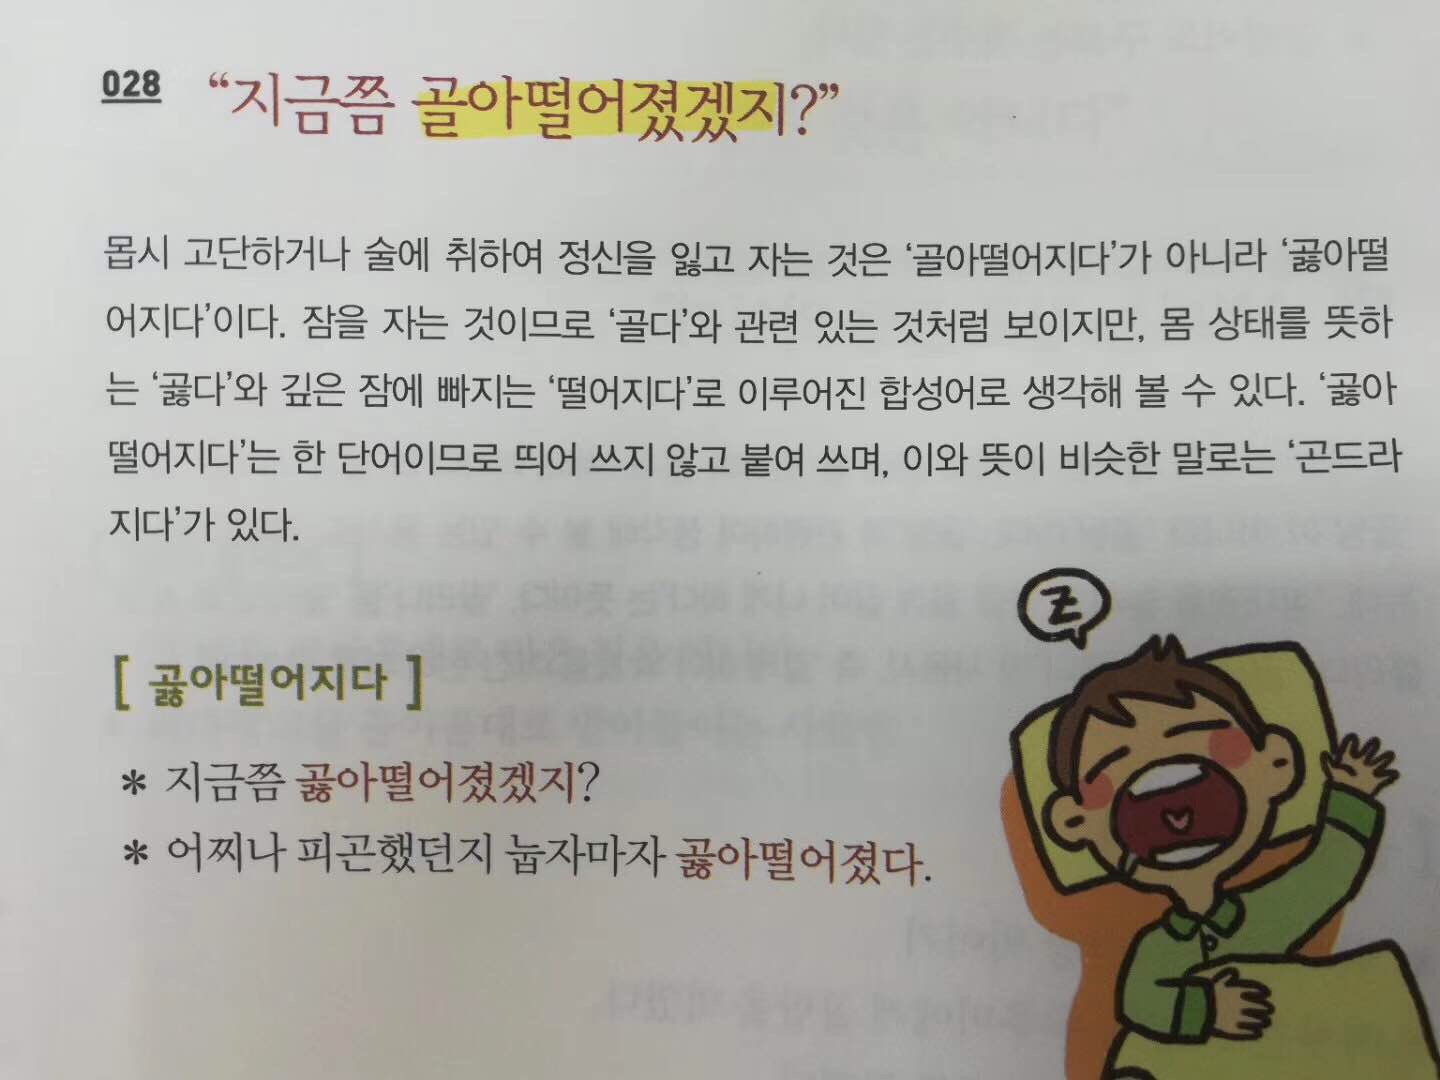 028 “지금쯤 골아떨어졌겠지?”
몹시 고단하거나 술에 취하여 정신을 잃고 자는 것은 ‘골아떨어지다’가 아니라 ‘곯아떨
어지다’이다. 잠을 자는 것이므로 ‘골다’와 관련 있는 것처럼 보이지만, 몸 상태를 뜻하
는 ‘곯다’와 깊은 잠에 빠지는 ‘떨어지다’로 이루어진 합성어로 생각해 볼 수 있다. ‘곯아
떨어지다’는 한 단어이므로 띄어 쓰지 않고 붙여 쓰며, 이와 뜻이 비슷한 말로는 ‘곤드라
지다’가 있다.
Z
[ 곯아떨어지다 ]
* 지금쯤 곯아떨어졌겠지?
* 어찌나 피곤했던지 눕자마자 곯아떨어졌다.